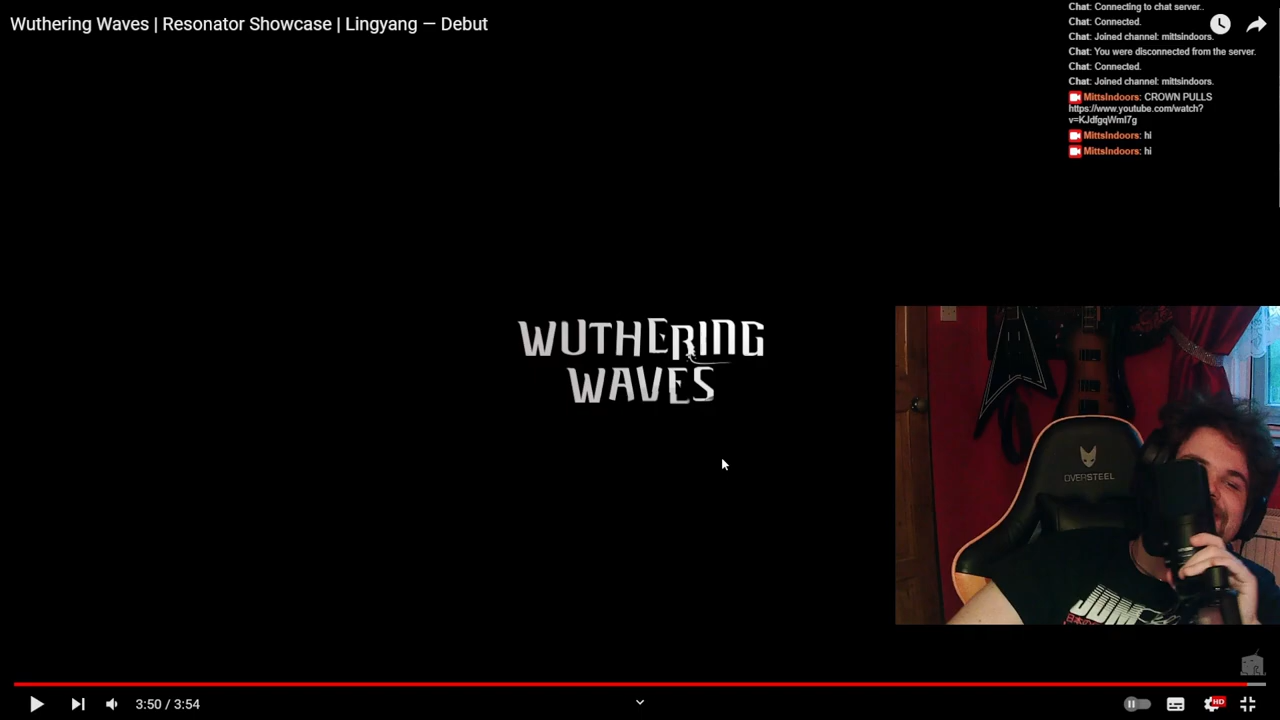 Wuthering Waves | Resonator Showcase | Lingyang — Debut
Chat: Connecting to chat server..
Chat: Connected.
Chat: Joined channel: mittsindoors.
Chat: You were disconnected from the server.
Chat: Connected.
Chat: Joined channel: mittsindoors.
MittsIndoors: CROWN PULLS
https://www.youtube.com/watch?
v=KJdfgqWmI7g
MittsIndoors: hi
MittsIndoors: hi
WUTHERING
WAVES
OVERSTEEL
3:50 / 3:54
HD